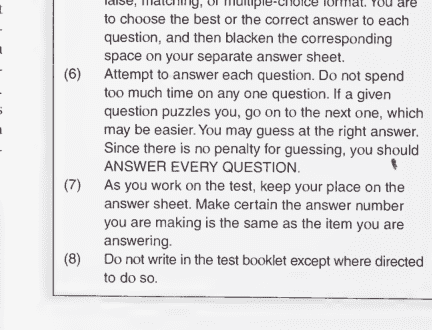 false, matching, or multiple-choice format. You are
to choose the best or the correct answer to each
question, and then blacken the corresponding
space on your separate answer sheet.
(6) Attempt to answer each question. Do not spend
too much time on any one question. If a given
question puzzles you, go on to the next one, which
may be easier. You may guess at the right answer.
Since there is no penalty for guessing, you should
ANSWER EVERY QUESTION.
(7) As you work on the test, keep your place on the
answer sheet. Make certain the answer number
you are making is the same as the item you are
answering.
(8) Do not write in the test booklet except where directed
to do so.